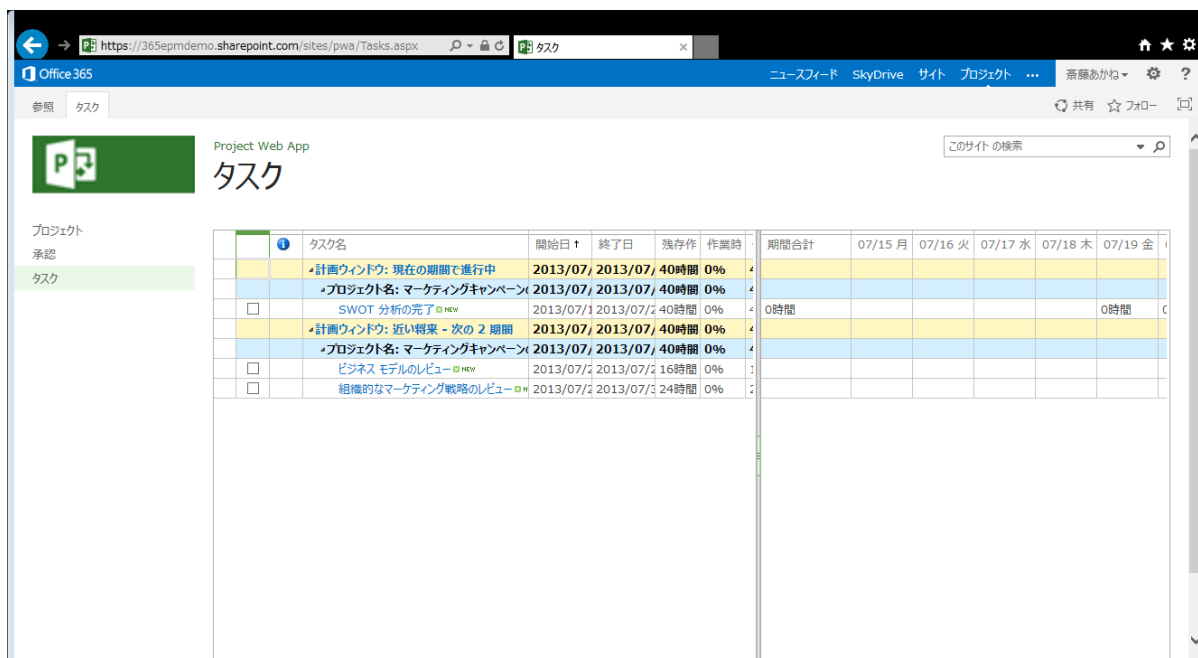 https://365epmdemo.sharepoint.com/sites/pwa/Tasks.aspx タスク
Office 365 ニュースフィード SkyDrive サイト プロジェクト ••• 斎藤あかね ?
参照 タスク 共有 フォロー
P
Project Web App
タスク
このサイト の検索
プロジェクト
承認
タスク
タスク名 開始日↑ 終了日 残存作 作業時 期間合計 07/15 月 07/16 火 07/17 水 07/18 木 07/19 金
計画ウィンドウ: 現在の期間で進行中 2013/07/ 2013/07/ 40時間 0% 4
プロジェクト名: マーケティングキャンペーン 2013/07/ 2013/07/ 40時間 0% 4
SWOT 分析の完了 NEW 2013/07/1 2013/07/2 40時間 0% 4 0時間 0時間
計画ウィンドウ: 近い将来 - 次の 2 期間 2013/07/ 2013/07/ 40時間 0% 4
プロジェクト名: マーケティングキャンペーン 2013/07/ 2013/07/ 40時間 0% 4
ビジネス モデルのレビュー NEW 2013/07/2 2013/07/2 16時間 0% 1
組織的なマーケティング戦略のレビュー 2013/07/2 2013/07/3 24時間 0% 2